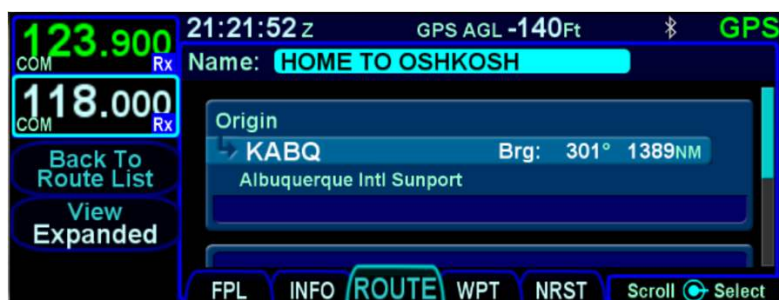 123.900
COM Rx
118.000
COM Rx
Back To
Route List
View
Expanded
21:21:52 Z GPS AGL -140Ft GPS
Name: HOME TO OSHKOSH
Origin
KABQ Brg: 301° 1389NM
Albuquerque Intl Sunport
FPL INFO ROUTE WPT NRST Scroll Select